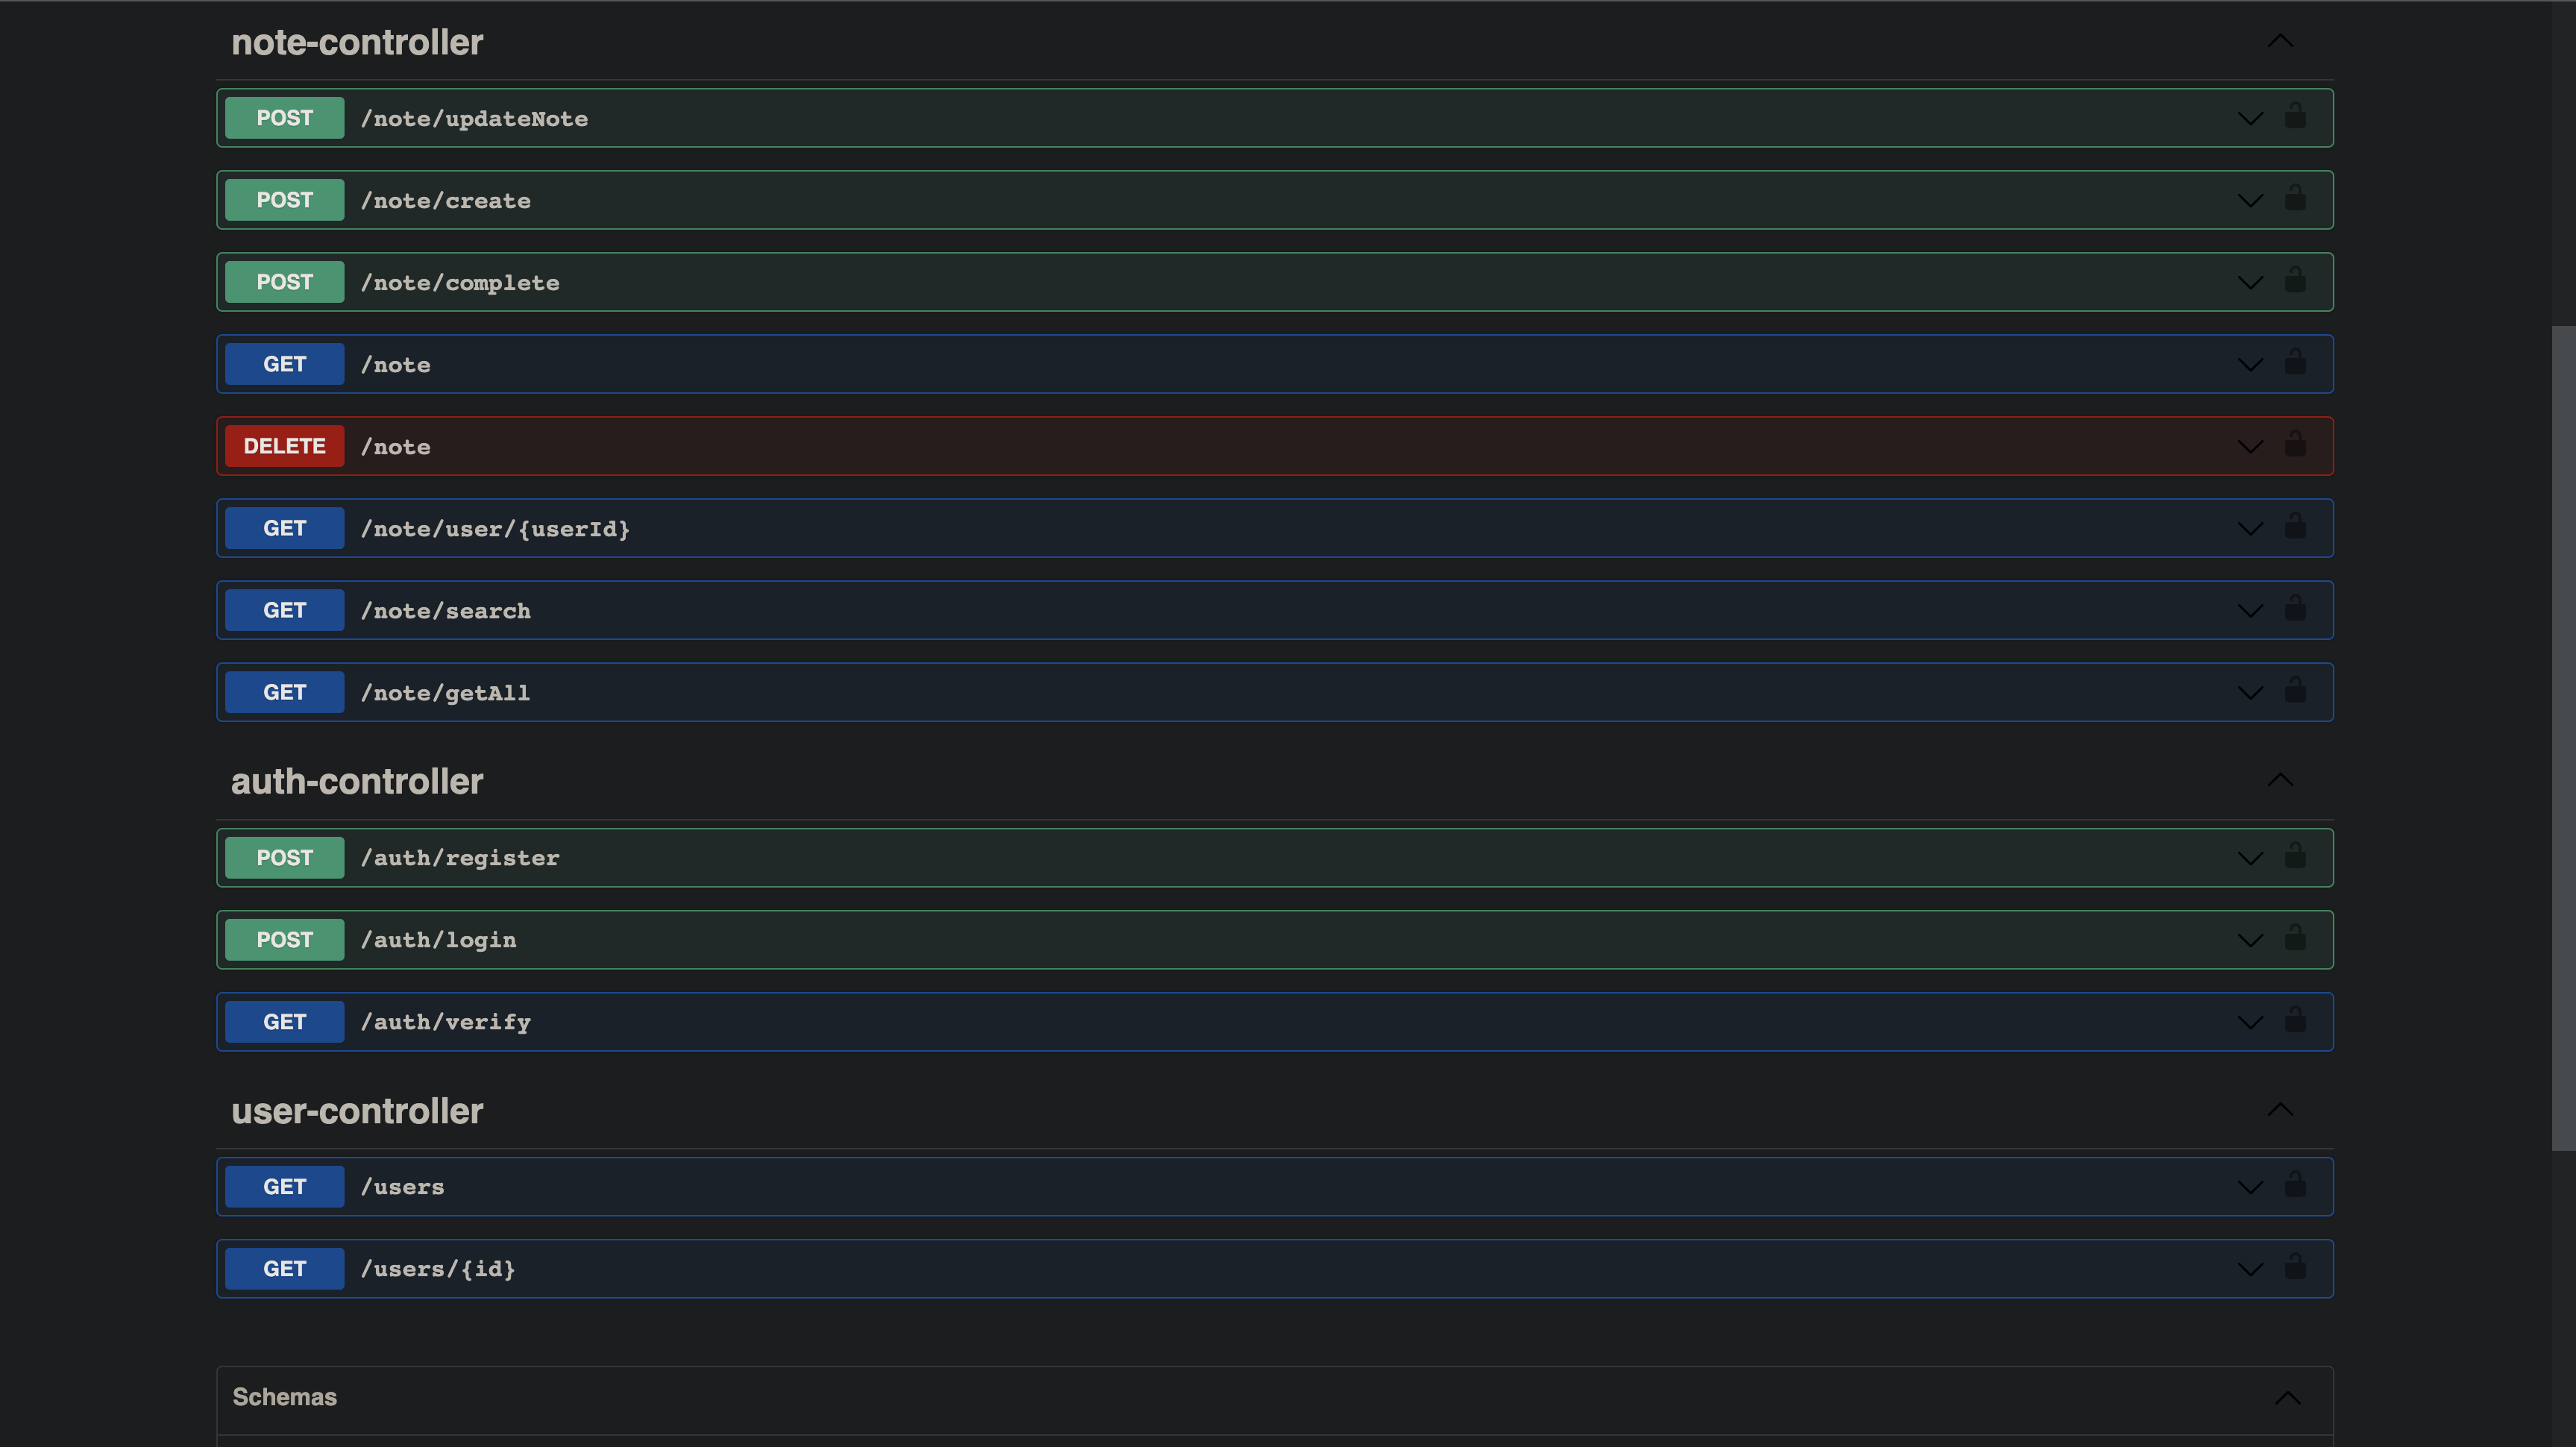 note-controller
POST /note/updateNote
POST /note/create
POST /note/complete
GET /note
DELETE /note
GET /note/user/{userId}
GET /note/search
GET /note/getAll
auth-controller
POST /auth/register
POST /auth/login
GET /auth/verify
user-controller
GET /users
GET /users/{id}
Schemas